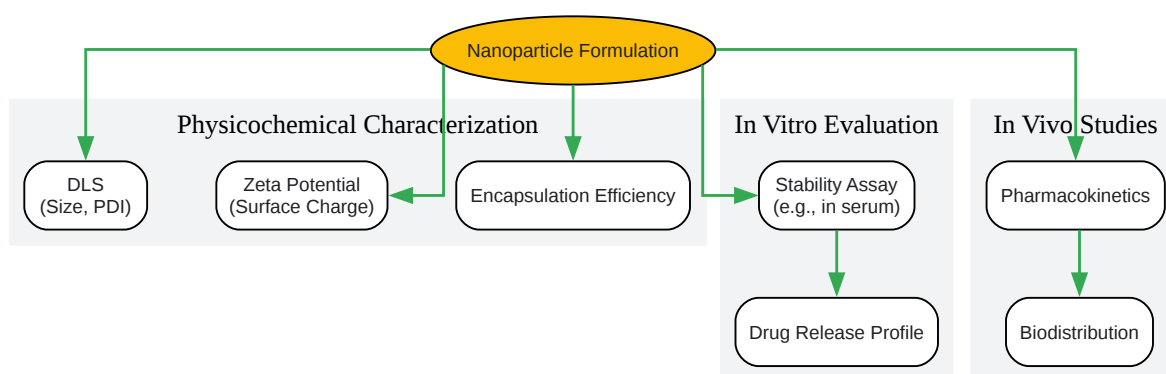 Nanoparticle Formulation
Physicochemical Characterization
In Vitro Evaluation
In Vivo Studies
DLS
(Size, PDI)
Zeta Potential
(Surface Charge)
Encapsulation Efficiency
Stability Assay
(e.g., in serum)
Pharmacokinetics
Drug Release Profile
Biodistribution